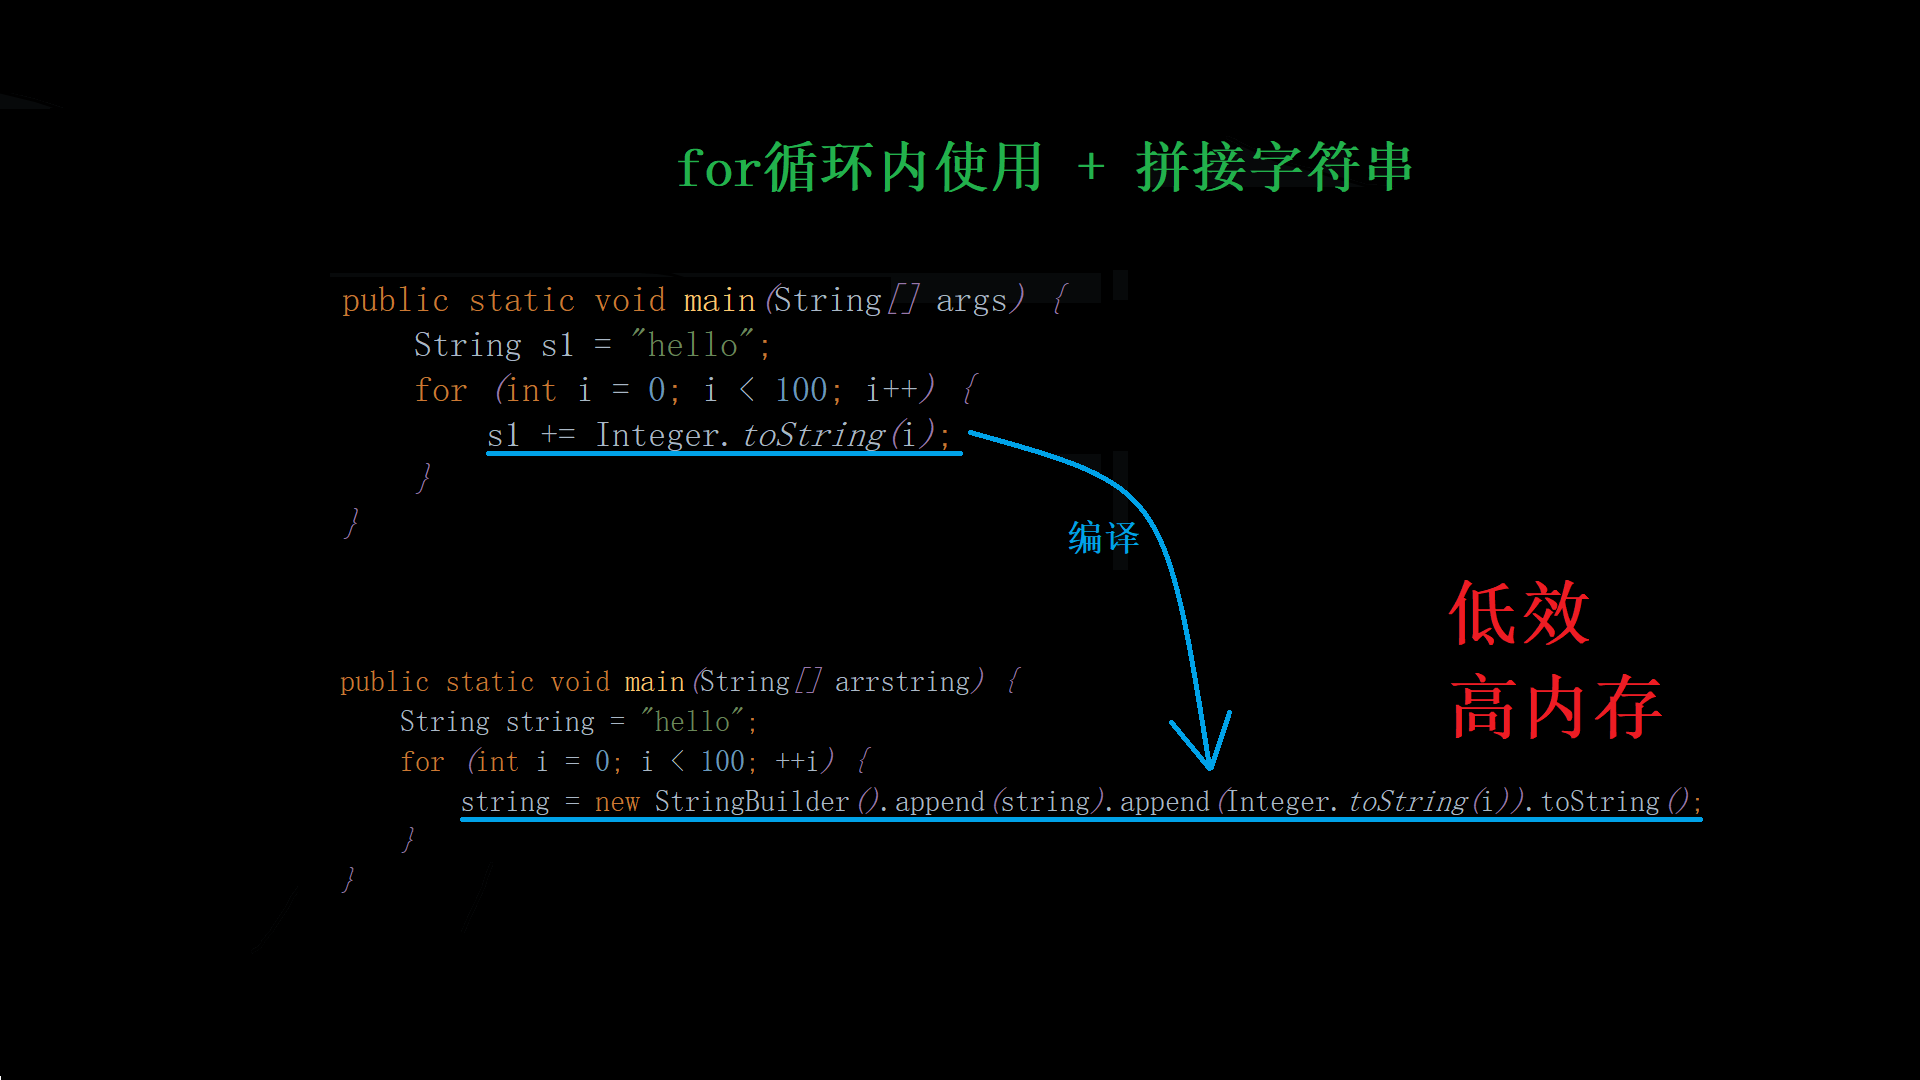 for循环内使用 + 拼接字符串
public static void main(String[] args) {
String s1 = "hello";
for (int i = 0; i < 100; i++) {
s1 += Integer.toString(i);
}
}
编译
低效
高内存
public static void main(String[] arrstring) {
String string = "hello";
for (int i = 0; i < 100; ++i) {
string = new StringBuilder().append(string).append(Integer.toString(i)).toString();
}
}